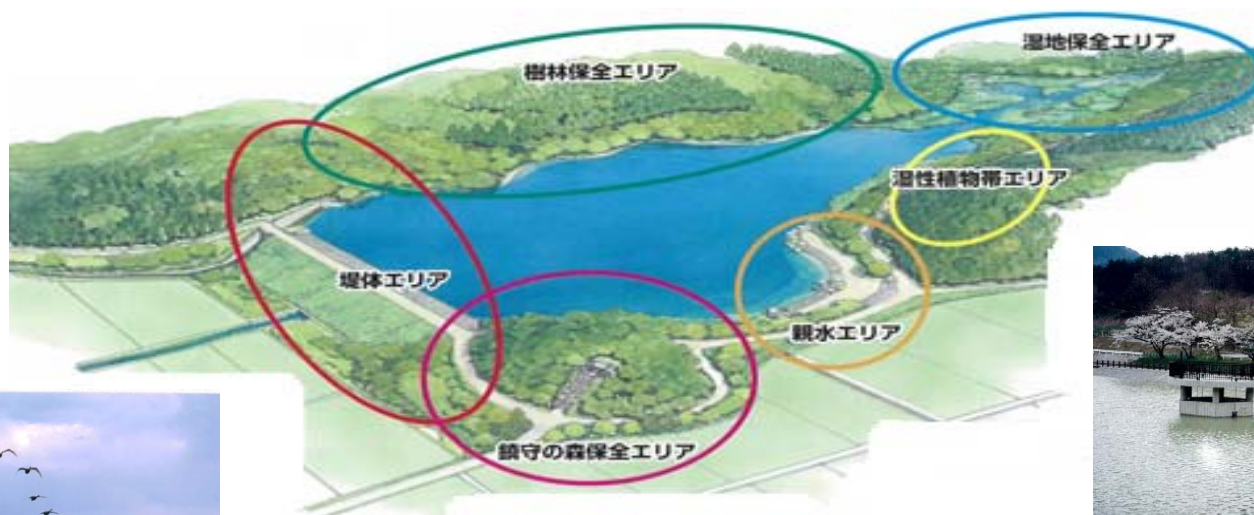 湿地保全エリア
樹林保全エリア
湿性植物帯エリア
堤体エリア
親水エリア
鎮守の森保全エリア